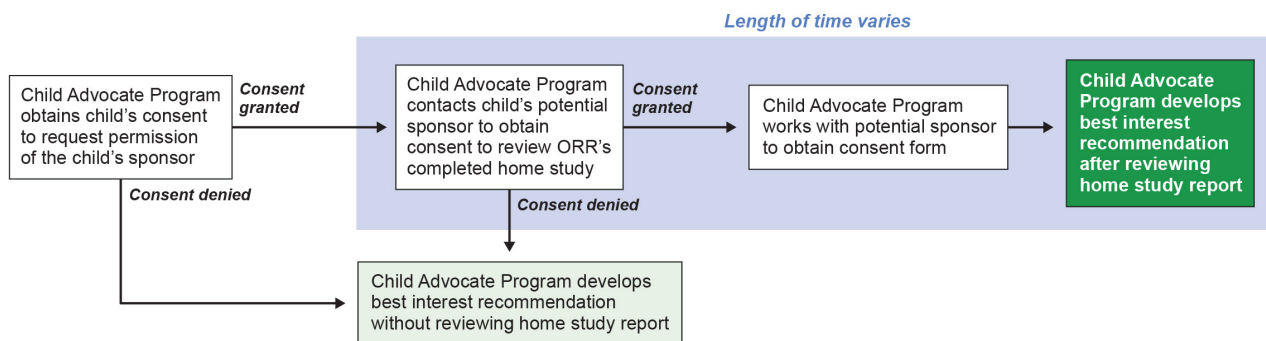 Length of time varies
Child Advocate Program
obtains child's consent
to request permission
of the child's sponsor
Consent
granted
Consent denied
Child Advocate Program
contacts child's potential
sponsor to obtain
consent to review ORR's
completed home study
Consent
granted
Consent denied
Child Advocate Program
works with potential sponsor
to obtain consent form
Child Advocate
Program develops
best interest
recommendation
after reviewing
home study report
Child Advocate Program develops
best interest recommendation
without reviewing home study report